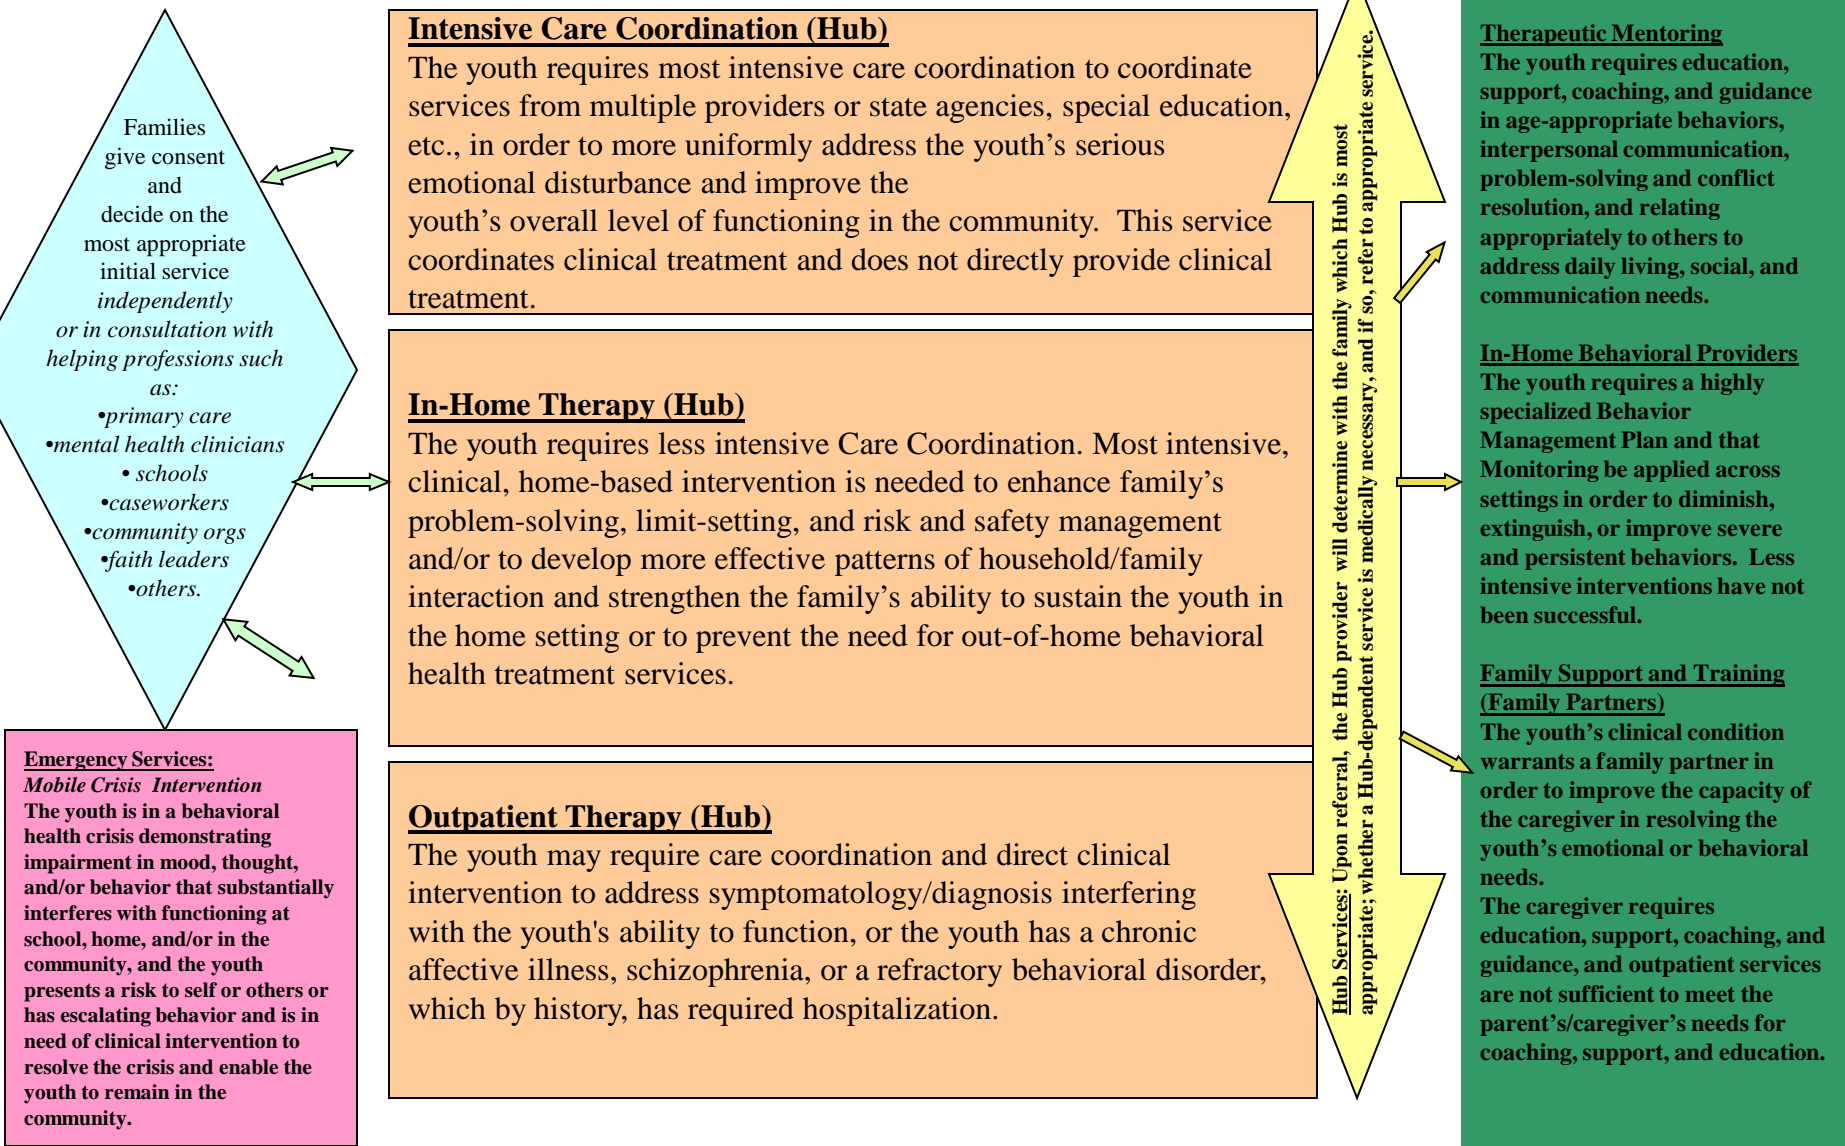 Families
give consent
and
decide on the
most appropriate
initial service
independently
or in consultation with
helping professions such
as:
•primary care
•mental health clinicians
• schools
•caseworkers
•community orgs
•faith leaders
•others.
Emergency Services:
Mobile Crisis  Intervention
The youth is in a behavioral
health crisis demonstrating
impairment in mood, thought,
and/or behavior that substantially
interferes with functioning at
school, home, and/or in the
community, and the youth
presents a risk to self or others or
has escalating behavior and is in
need of clinical intervention to
resolve the crisis and enable the
youth to remain in the
community.
Intensive Care Coordination (Hub)
The youth requires most intensive care coordination to coordinate
services from multiple providers or state agencies, special education,
etc., in order to more uniformly address the youth’s serious
emotional disturbance and improve the
youth’s overall level of functioning in the community.  This service
coordinates clinical treatment and does not directly provide clinical
treatment.
In-Home Therapy (Hub)
The youth requires less intensive Care Coordination. Most intensive,
clinical, home-based intervention is needed to enhance family’s
problem-solving, limit-setting, and risk and safety management
and/or to develop more effective patterns of household/family
interaction and strengthen the family’s ability to sustain the youth in
the home setting or to prevent the need for out-of-home behavioral
health treatment services.
Outpatient Therapy (Hub)
The youth may require care coordination and direct clinical
intervention to address symptomatology/diagnosis interfering
with the youth's ability to function, or the youth has a chronic
affective illness, schizophrenia, or a refractory behavioral disorder,
which by history, has required hospitalization.
Hub Services: Upon referral,  the Hub provider  will determine with the family which Hub is most
appropriate; whether a Hub-dependent service is medically necessary, and if so, refer to appropriate service.
Therapeutic Mentoring
The youth requires education,
support, coaching, and guidance
in age-appropriate behaviors,
interpersonal communication,
problem-solving and conflict
resolution, and relating
appropriately to others to
address daily living, social, and
communication needs.
In-Home Behavioral Providers
The youth requires a highly
specialized Behavior
Management Plan and that
Monitoring be applied across
settings in order to diminish,
extinguish, or improve severe
and persistent behaviors.  Less
intensive interventions have not
been successful.
Family Support and Training
(Family Partners)
The youth’s clinical condition
warrants a family partner in
order to improve the capacity of
the caregiver in resolving the
youth’s emotional or behavioral
needs.
The caregiver requires
education, support, coaching, and
guidance, and outpatient services
are not sufficient to meet the
parent’s/caregiver’s needs for
coaching, support, and education.